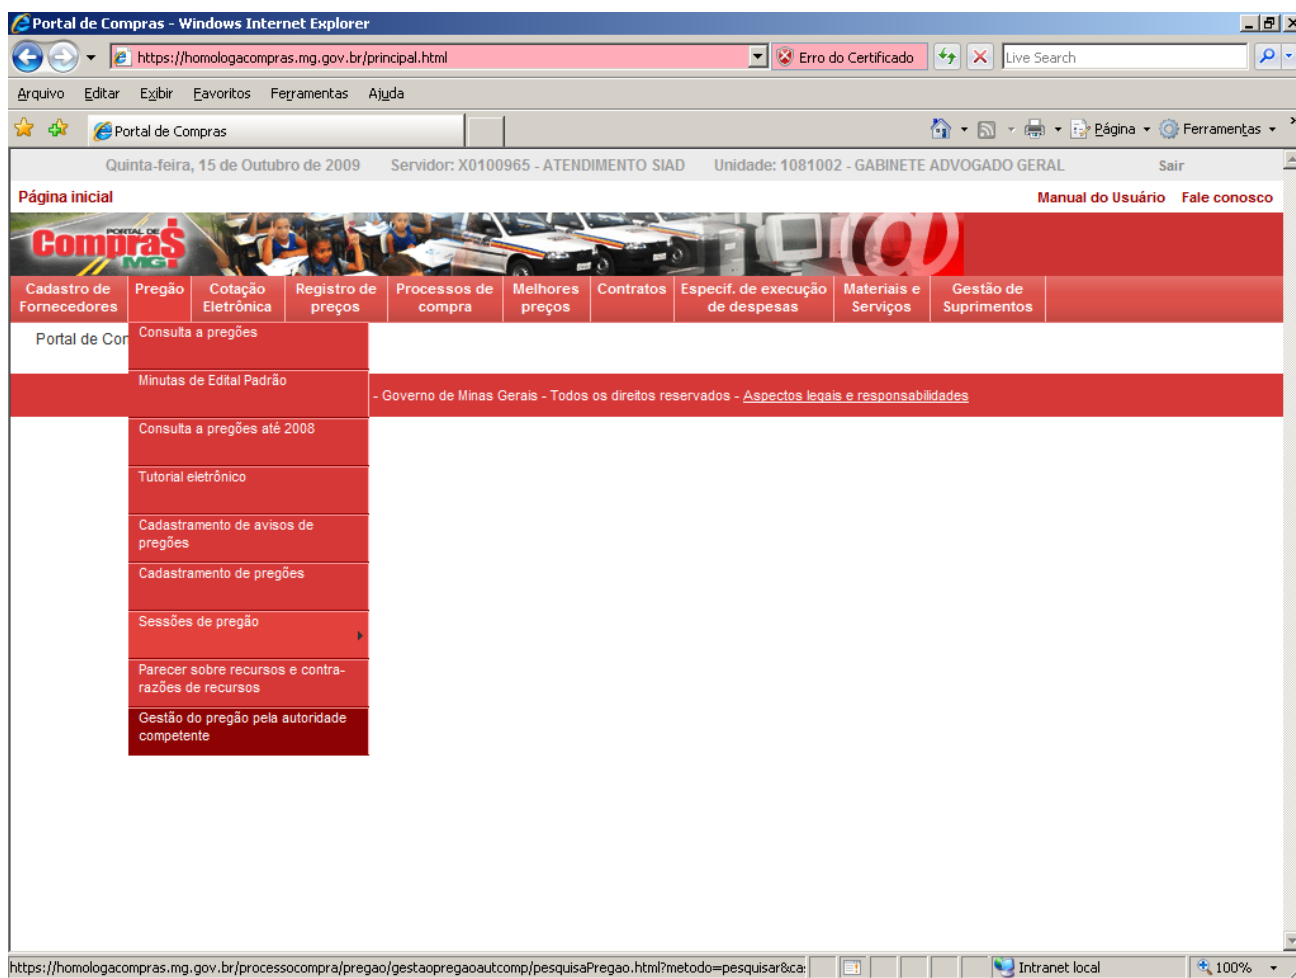 Portal de Compras - Windows Internet Explorer
https://homologacompras.mg.gov.br/principal.html
Erro do Certificado
Live Search
Arquivo Editar Exibir Favoritos Ferramentas Ajuda
Portal de Compras
Página
Ferramentas
Quinta-feira, 15 de Outubro de 2009 Servidor: X0100965 - ATENDIMENTO SIAD Unidade: 1081002 - GABINETE ADVOGADO GERAL Sair
Página inicial
Manual do Usuário Fale conosco
PORTAL DE
CompraS
MG
Cadastro de Fornecedores
Pregão
Cotação Eletrônica
Registro de preços
Processos de compra
Melhores preços
Contratos
Especif. de execução de despesas
Materiais e Serviços
Gestão de Suprimentos
Portal de Cor
Consulta a pregões
Minutas de Edital Padrão
- Governo de Minas Gerais - Todos os direitos reservados - Aspectos legais e responsabilidades
Consulta a pregões até 2008
Tutorial eletrônico
Cadastramento de avisos de
pregões
Cadastramento de pregões
Sessões de pregão
Parecer sobre recursos e contra-
razões de recursos
Gestão do pregão pela autoridade
competente
https://homologacompras.mg.gov.br/processocompra/pregao/gestaopregaoautcomp/pesquisaPregao.html?metodo=pesquisar&ca:
Intranet local
100%